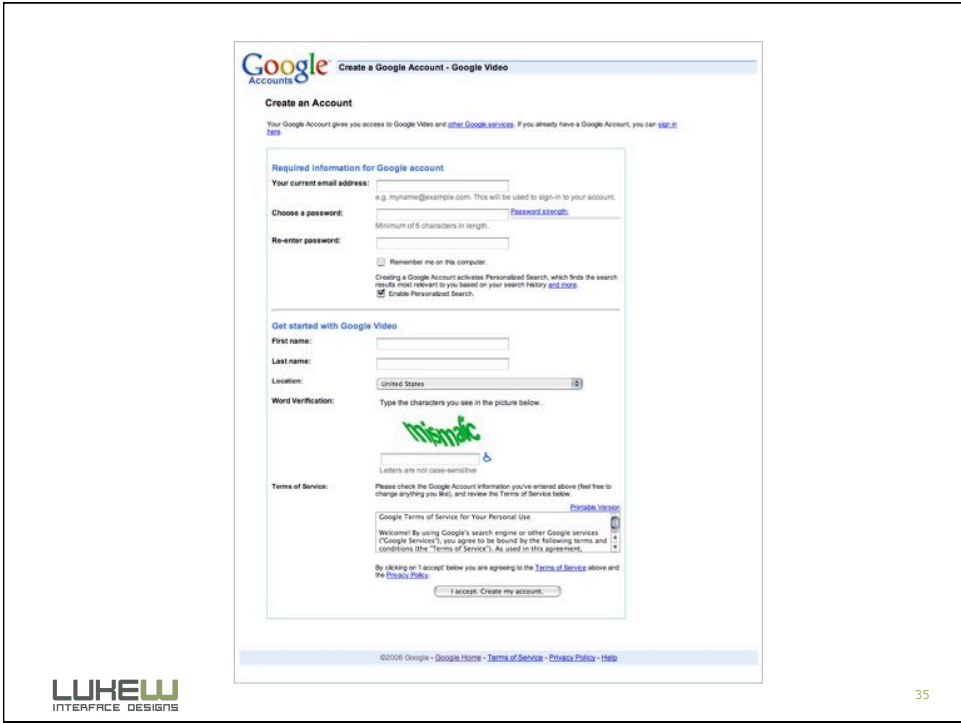 Google
Accounts
Create a Google Account - Google Video
Create an Account
Your Google Account gives you access to Google Video and other Google services. If you already have a Google Account, you can sign in
here.
Required information for Google account
Your current email address:
e.g. myname@example.com. This will be used to sign-in to your account.
Choose a password:
Password strength:
Minimum of 6 characters in length.
Re-enter password:
Remember me on this computer.
Creating a Google Account activates Personalized Search, which finds the search
results most relevant to you based on your search history and more.
Enable Personalized Search.
Get started with Google Video
First name:
Last name:
Location:
United States
Word Verification:
Type the characters you see in the picture below.
mismalic
Letters are not case-sensitive
Terms of Service:
Please check the Google Account information you've entered above (feel free to
change anything you like), and review the Terms of Service below.
Printable Version
Google Terms of Service for Your Personal Use
Welcome! By using Google's search engine or other Google services
("Google Services"), you agree to be bound by the following terms and
conditions (the "Terms of Service"). As used in this agreement,
By clicking on 'I accept' below you are agreeing to the Terms of Service above and
the Privacy Policy.
I accept. Create my account.
©2006 Google - Google Home - Terms of Service - Privacy Policy - Help
LUKEW
INTERFACE DESIGNS
35